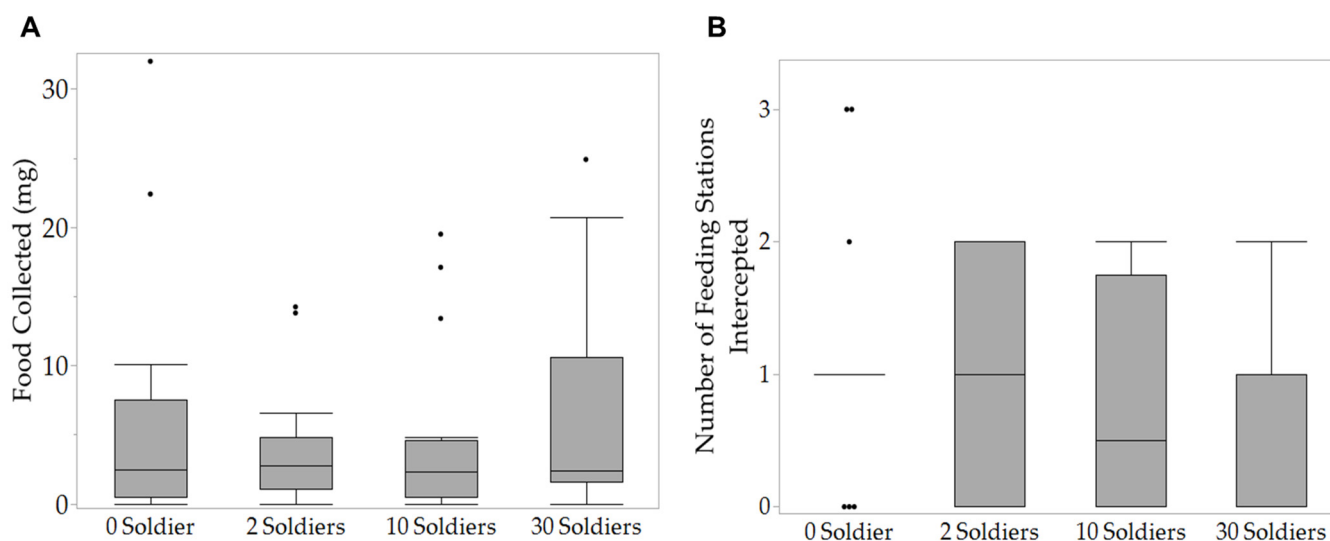 A
Food Collected (mg)
30
20
10
0
0 Soldier
2 Soldiers
10 Soldiers
30 Soldiers
B
Number of Feeding Stations
Intercepted
3
2
1
0
0 Soldier
2 Soldiers
10 Soldiers
30 Soldiers